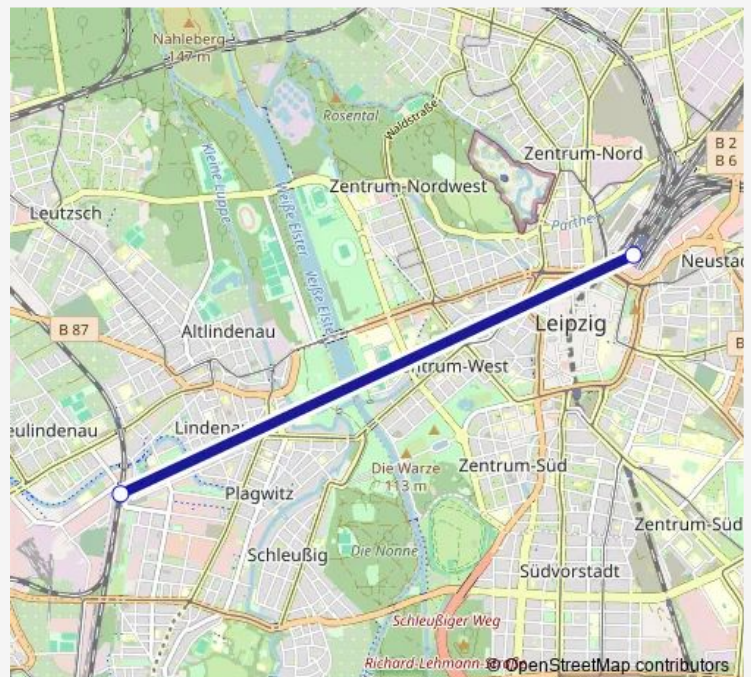 Nahleberg
147 m
Rosental
Waldstraße
B 2
B 6
Zentrum-Nord
Kleine Luppe
Zentrum-Nordwest
Leutzsch
Parthe
Weiße Elster
Neustad
Weiße Elster
B 87
Altlindenau
Leipzig
B
ntrum-West
eulindenau
Lindenau
Die Warze
113 m
Zentrum-Süd
Plagwitz
Zentrum-Süd
Schleußig
Die Nonne
Südvorstadt
Schleußiger Weg
Richard-Lehmann-Straße
© OpenStreetMap contributors